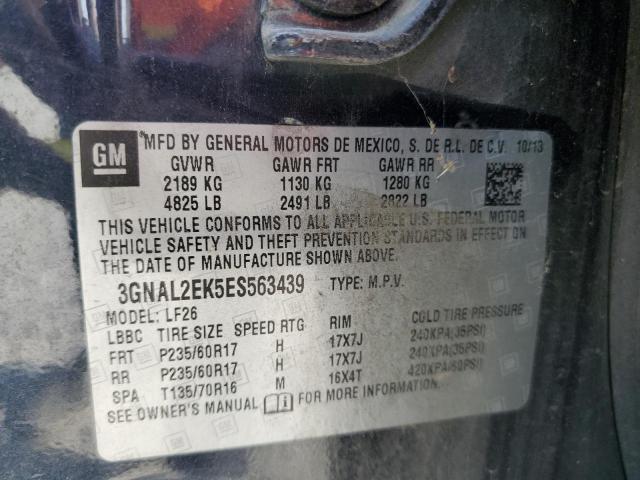 GM
MFD BY GENERAL MOTORS DE MEXICO, S. DE R.L. DE C.V. 10/13
GVWR GAWR FRT GAWR RR
2189 KG 1130 KG 1280 KG
4825 LB 2491 LB 2822 LB
THIS VEHICLE CONFORMS TO ALL APPLICABLE U.S. FEDERAL MOTOR
VEHICLE SAFETY AND THEFT PREVENTION STANDARDS IN EFFECT ON
THE DATE OF MANUFACTURE SHOWN ABOVE.
3GNAL2EK5ES563439 TYPE: M.P.V.
MODEL: LF26
LBBC TIRE SIZE SPEED RTG RIM COLD TIRE PRESSURE
FRT P235/60R17 H 17X7J 240KPA(35PSI)
RR P235/60R17 H 17X7J 240KPA(35PSI)
SPA T135/70R16 M 16X4T 420KPA(60PSI)
SEE OWNER'S MANUAL FOR MORE INFORMATION.